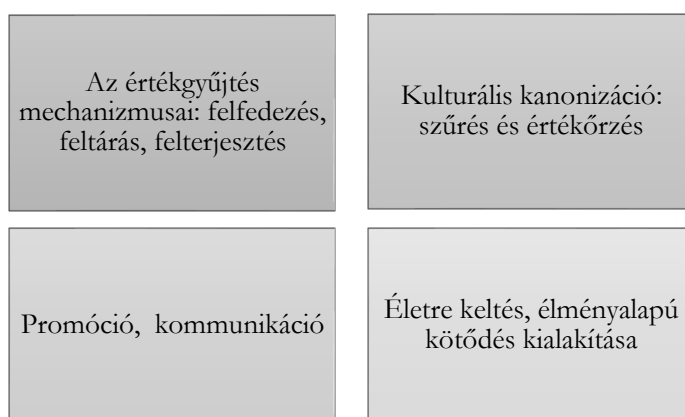 Az értékgyűjtés
mechanizmusai: felfedezés,
feltárás, felterjesztés
Kulturális kanonizáció:
szűrés és értékőrzés
Promóció, kommunikáció
Életre keltés, élményalapú
kötődés kialakítása